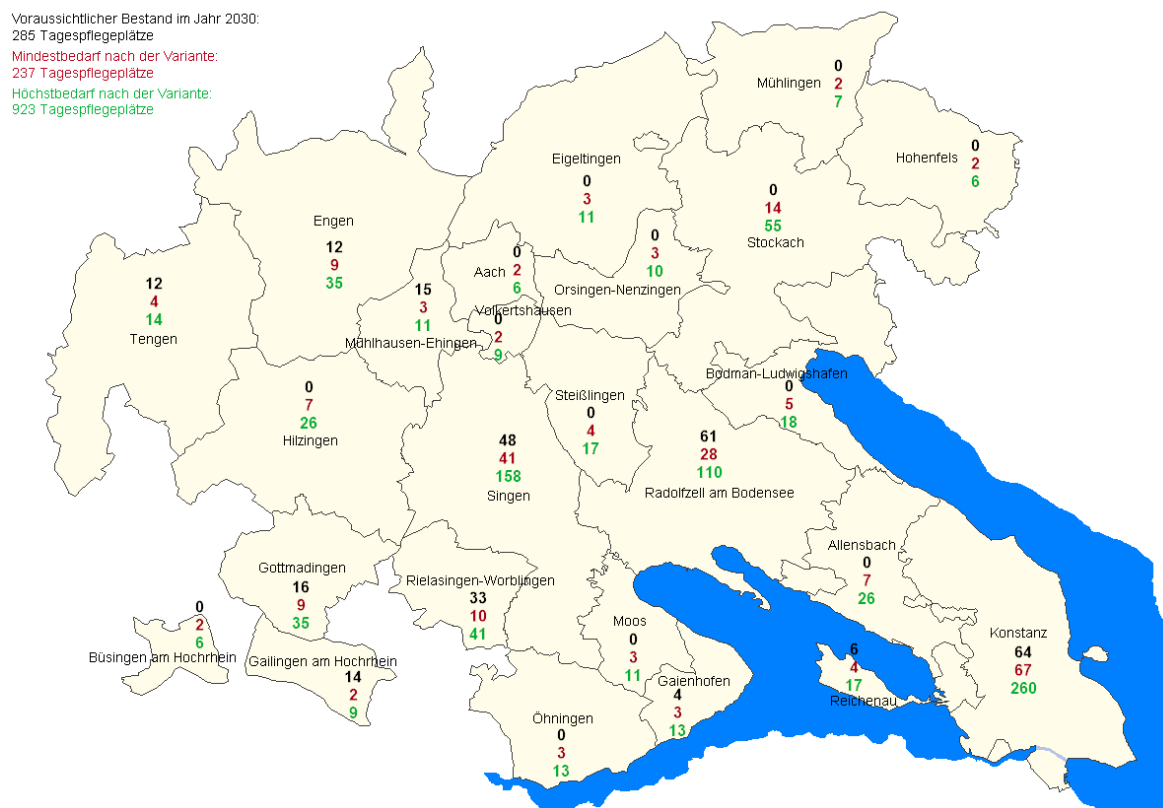 Voraussichtlicher Bestand im Jahr 2030:
285 Tagespflegeplätze
Mindestbedarf nach der Variante:
237 Tagespflegeplätze
Höchstbedarf nach der Variante:
923 Tagespflegeplätze
Mühlingen
0
2
7
Hohenfels
0
2
6
Eigeltingen
0
3
11
0
14
55
Stockach
Engen
12
9
35
Aach
0
2
6
0
3
10
Orsingen-Nenzingen
12
4
14
Tengen
15
3
11
Mühlhausen-Ehingen
Volkertshausen
0
2
9
Bodman-Ludwigshafen
0
5
18
0
7
26
Hilzingen
Steißlingen
0
4
17
48
41
158
Singen
61
28
110
Radolfzell am Bodensee
Allensbach
0
7
26
Gottmadingen
16
9
35
Rielasingen-Worblingen
33
10
41
0
2
6
Büsingen am Hochrhein
Gailingen am Hochrhein
14
2
9
Moos
0
3
11
Gaienhofen
4
3
13
6
4
17
Reichenau
Konstanz
64
67
260
Öhningen
0
3
13